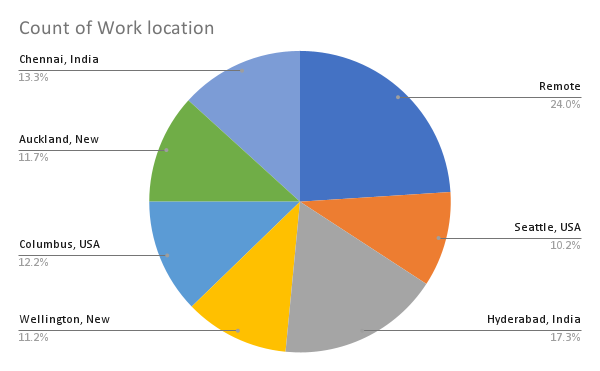 Count of Work location
Chennai, India
13.3%
Remote
24.0%
Auckland, New
11.7%
Seattle, USA
10.2%
Columbus, USA
12.2%
Wellington, New
11.2%
Hyderabad, India
17.3%